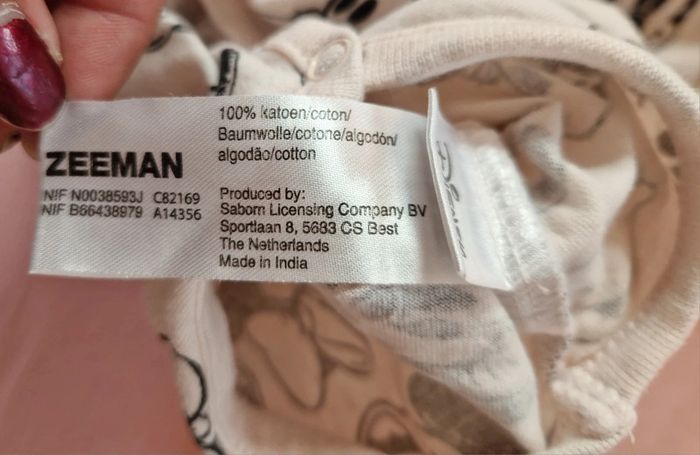 100% katoen/coton/
Baumwolle/cotone/algodón/
algodão/cotton
ZEEMAN
NIF N0038593J C82169
NIF B66438979 A14356
Produced by:
Saborn Licensing Company BV
Sportlaan 8, 5683 CS Best
The Netherlands
Made in India